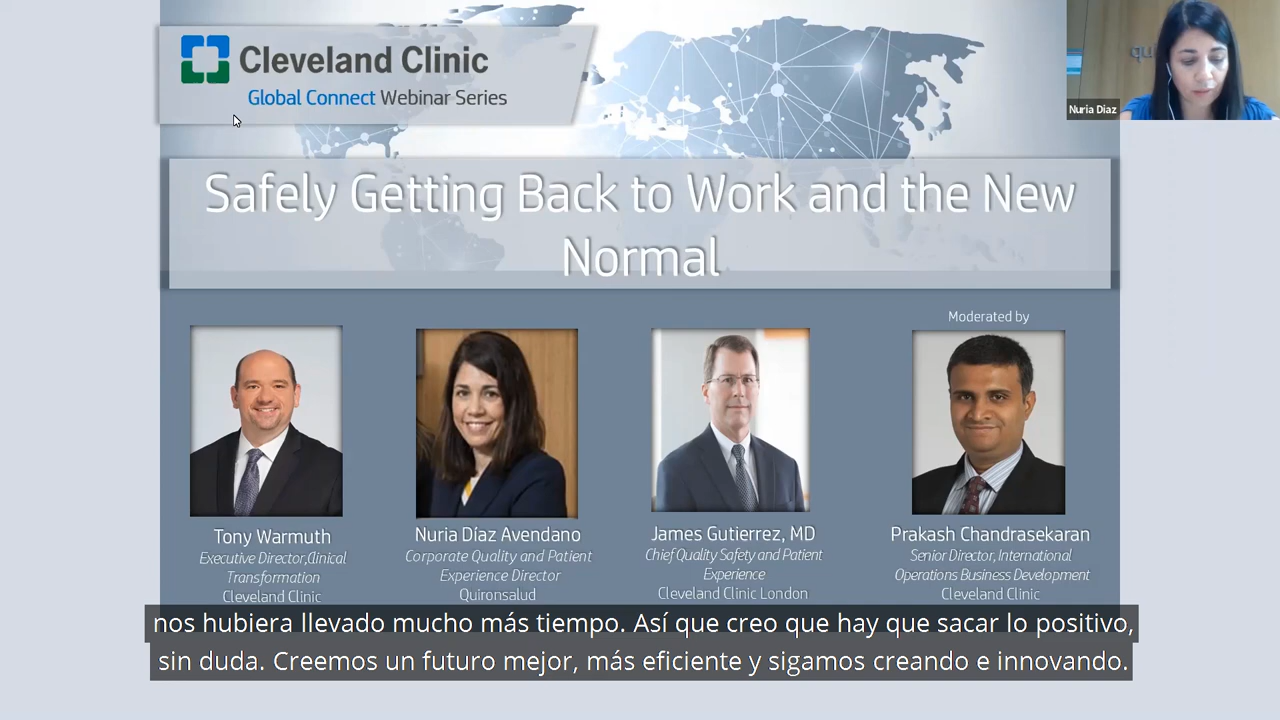 Cleveland Clinic
Global Connect Webinar Series
Nuria Diaz
Safely Getting Back to Work and the New
Normal
Moderated by
Tony Warmuth
Executive Director,Clinical
Transformation
Cleveland Clinic
Nuria Díaz Avendano
Corporate Quality and Patient
Experience Director
Quironsalud
James Gutierrez, MD
Chief Quality Safety and Patient
Experience
Cleveland Clinic London
Prakash Chandrasekaran
Senior Director, International
Operations Business Development
Cleveland Clinic
nos hubiera llevado mucho más tiempo. Así que creo que hay que sacar lo positivo,
sin duda. Creemos un futuro mejor, más eficiente y sigamos creando e innovando.